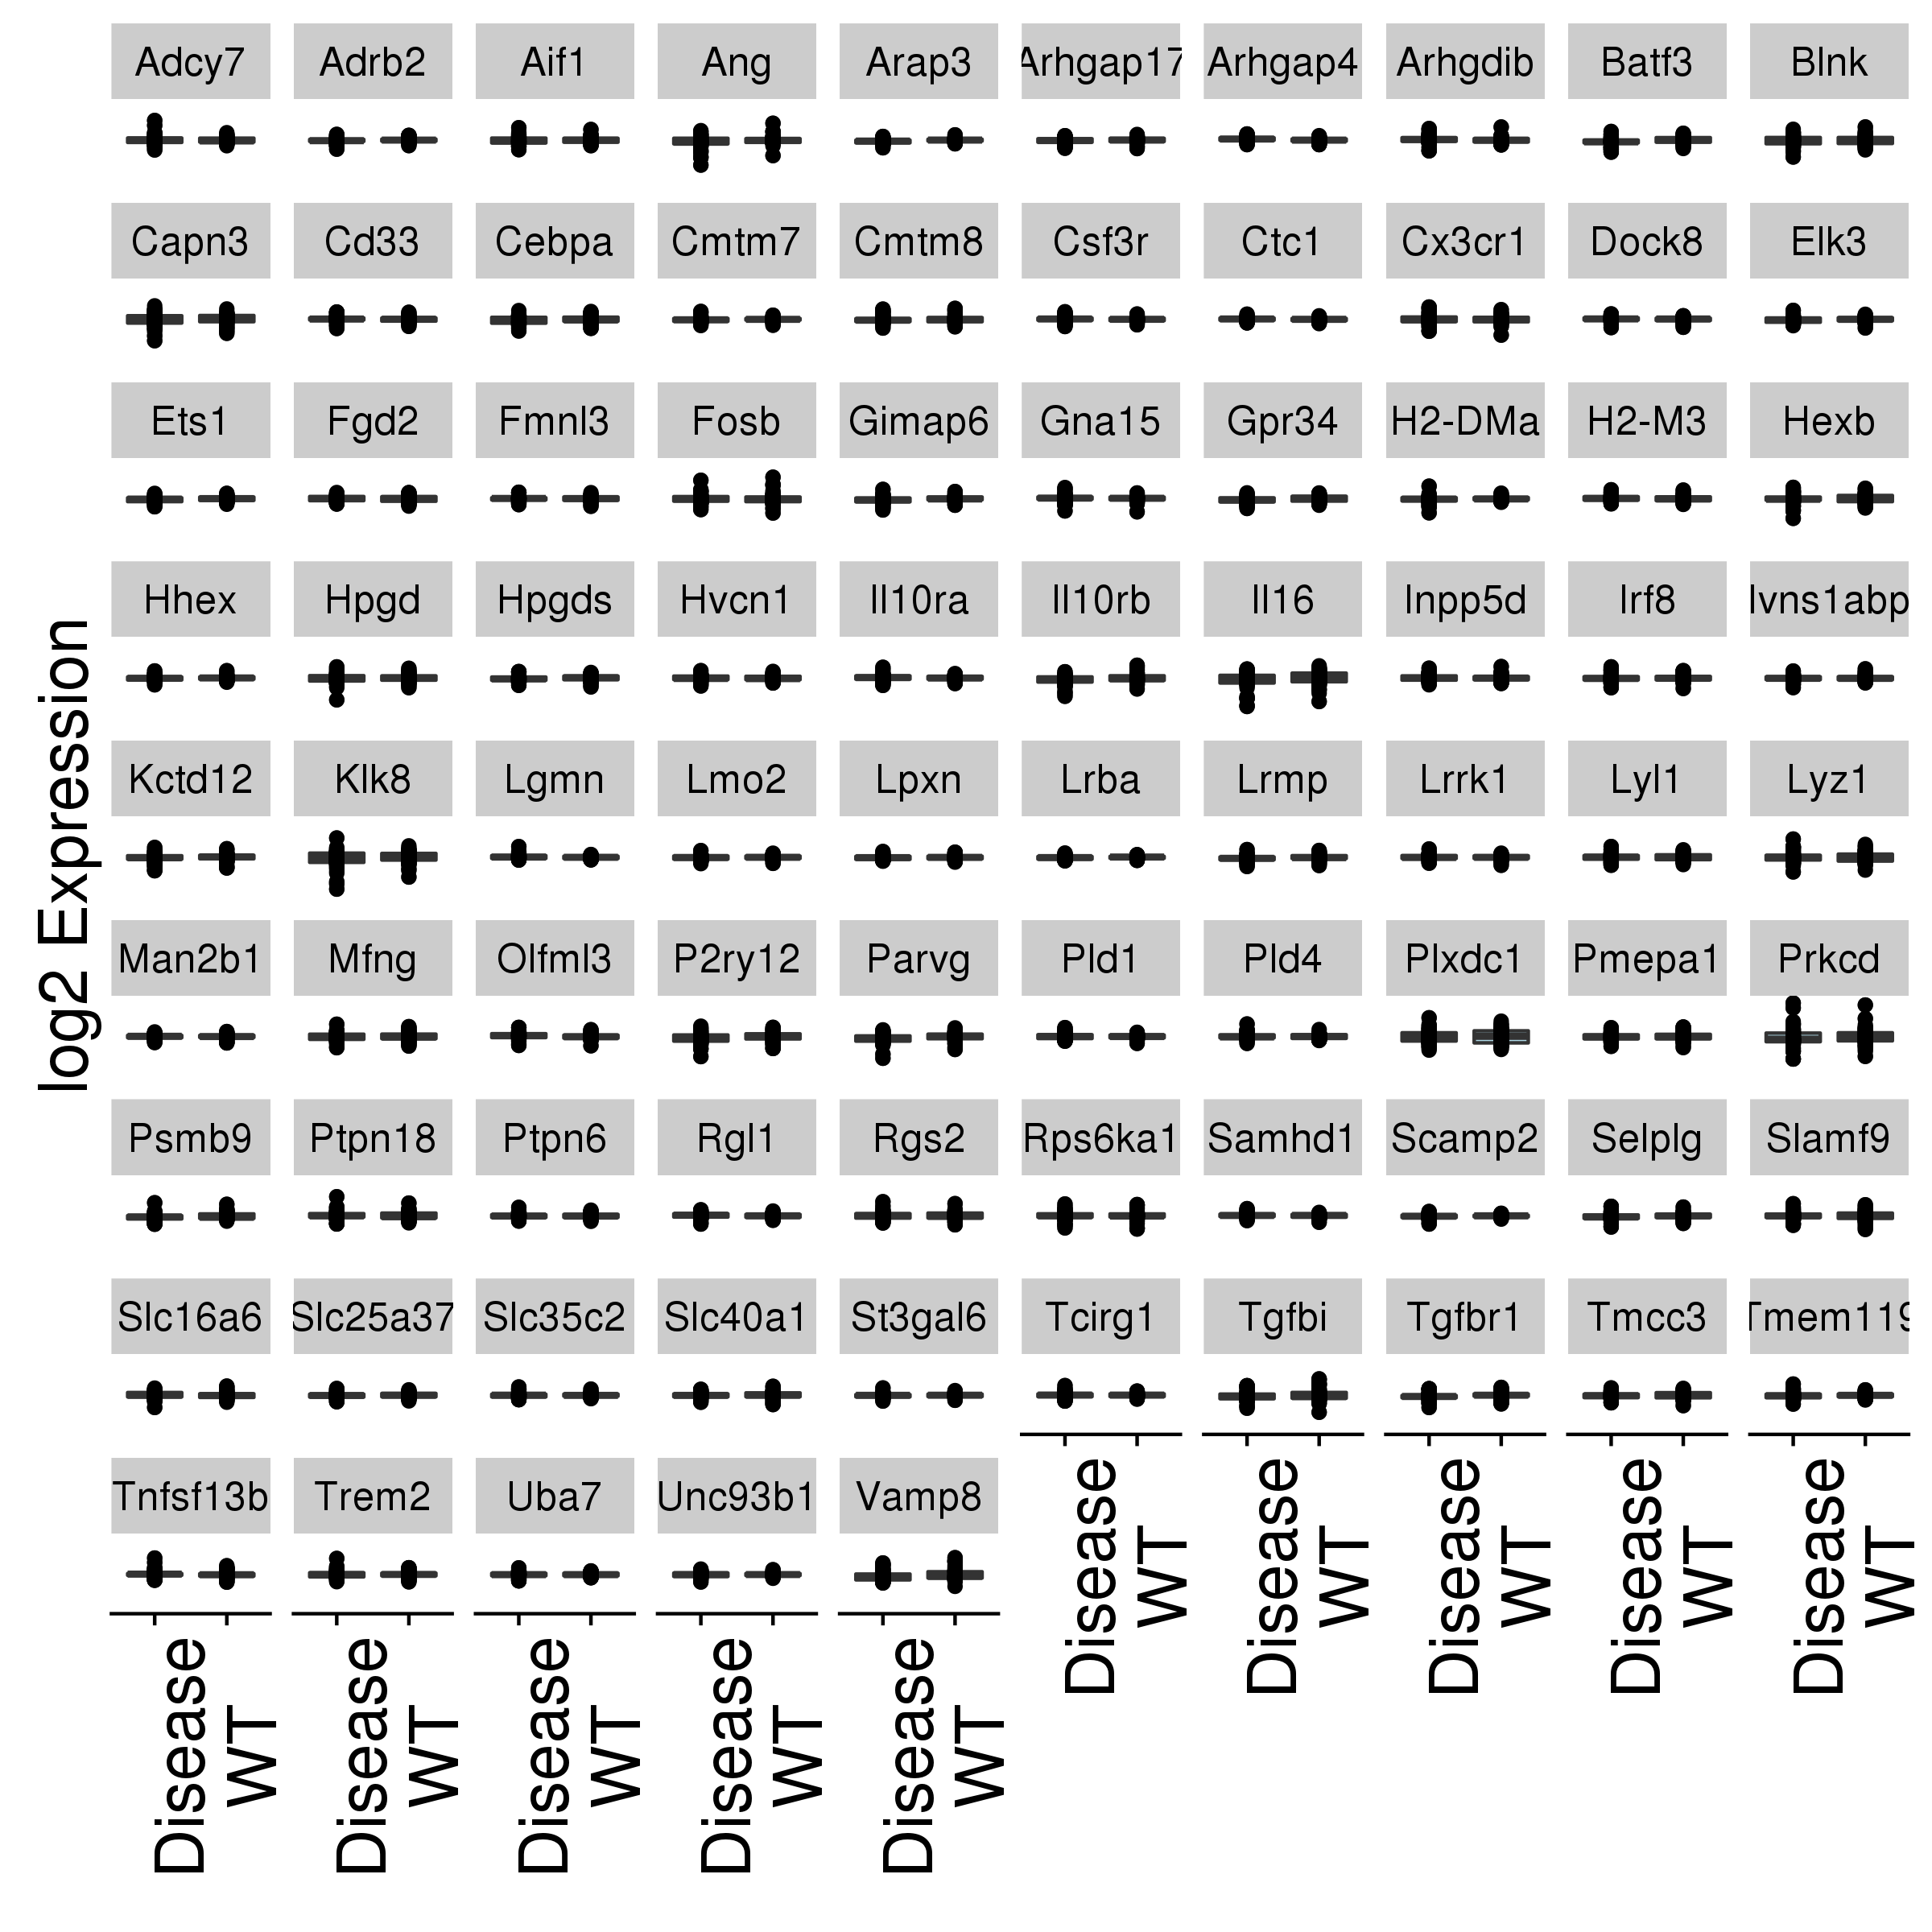 Adcy7 Adrb2 Aif1 Ang Arap3 Arhgap17 Arhgap4 Arhgdib Batf3 Blnk
Capn3 Cd33 Cebpa Cmtm7 Cmtm8 Csf3r Ctc1 Cx3cr1 Dock8 Elk3
Ets1 Fgd2 Fmnl3 Fosb Gimap6 Gna15 Gpr34 H2-DMa H2-M3 Hexb
Hhex Hpgd Hpgds Hvcn1 Il10ra Il10rb Il16 Inpp5d Irf8 Ivns1abp
Kctd12 Klk8 Lgmn Lmo2 Lpxn Lrba Lrmp Lrrk1 Lyl1 Lyz1
Man2b1 Mfng Olfml3 P2ry12 Parvg Pld1 Pld4 Plxdc1 Pmepa1 Prkcd
Psmb9 Ptpn18 Ptpn6 Rgl1 Rgs2 Rps6ka1 Samhd1 Scamp2 Selplg Slamf9
Slc16a6 Slc25a37 Slc35c2 Slc40a1 St3gal6 Tcirg1 Tgfbi Tgfbr1 Tmcc3 Tmem119
Tnfsf13b Trem2 Uba7 Unc93b1 Vamp8
Disease WT Disease WT Disease WT Disease WT Disease WT
Disease WT Disease WT Disease WT Disease WT Disease WT
log2 Expression